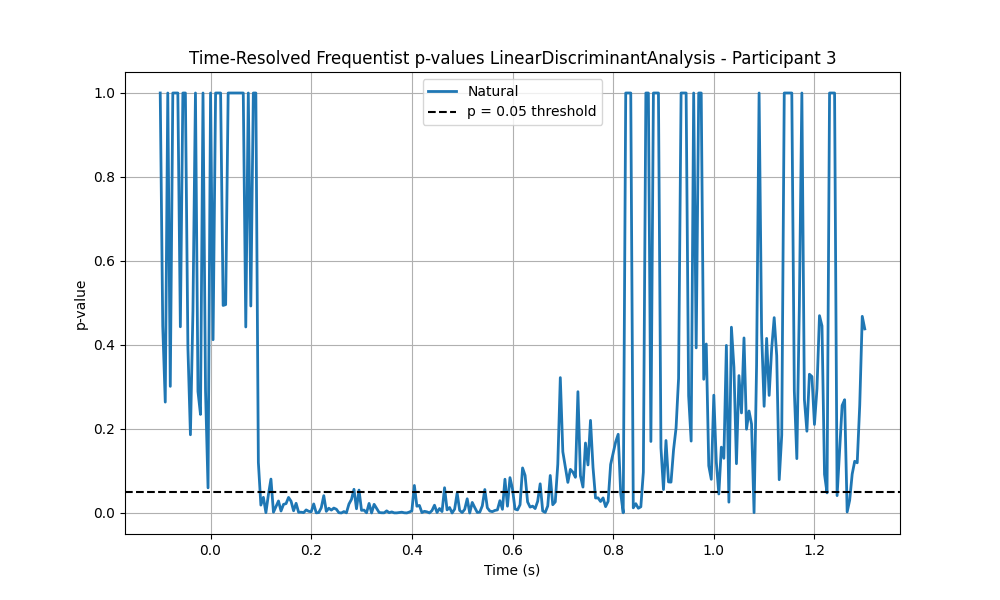 Time-Resolved Frequentist p-values LinearDiscriminantAnalysis - Participant 3
Natural
p = 0.05 threshold
1.0
0.8
0.6
0.4
0.2
0.0
p-value
0.0 0.2 0.4 0.6 0.8 1.0 1.2
Time (s)